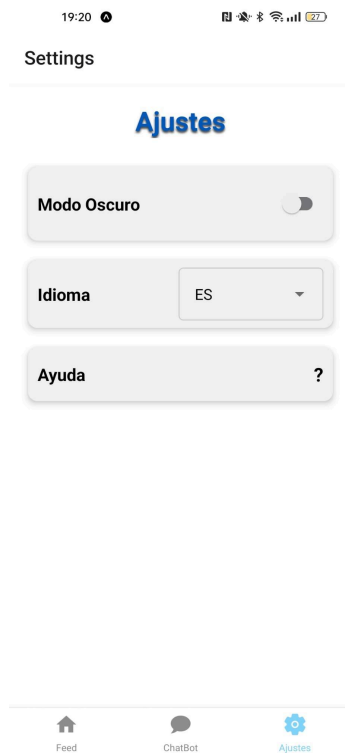 19:20 27
Settings
Ajustes
Modo Oscuro
Idioma ES
Ayuda ?
Feed ChatBot Ajustes